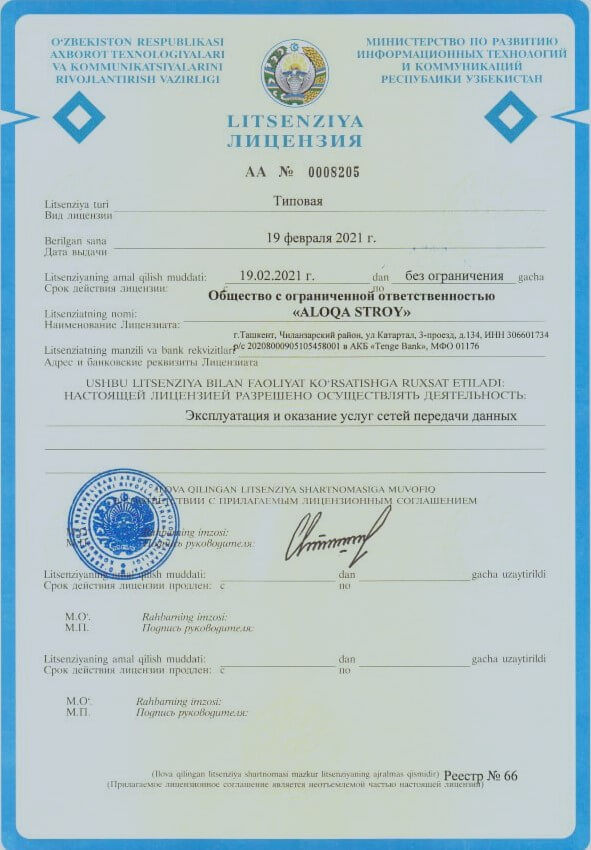 O'ZBEKISTON RESPUBLIKASI
AXBOROT TEXNOLOGIYALARI
VA KOMMUNIKATSIYALARINI
RIVOJLANTIRISH VAZIRLIGI
МИНИСТЕРСТВО ПО РАЗВИТИЮ
ИНФОРМАЦИОННЫХ ТЕХНОЛОГИЙ
И КОММУНИКАЦИЙ
РЕСПУБЛИКИ УЗБЕКИСТАН
LITSENZIYA
ЛИЦЕНЗИЯ
АА № 0008205
Litsenziya turi
Вид лицензии
Типовая
Berilgan sana
Дата выдачи
19 февраля 2021 г.
Litsenziyaning amal qilish muddati: 19.02.2021 г. dan без ограничения gacha
Срок действия лицензии: с по
Общество с ограниченной ответственностью
Litsenziatning nomi: «ALOQA STROY»
Наименование Лицензиата:
г.Ташкент, Чиланзарский район, ул Катартал, 3-проезд, д.134, ИНН 306601734
Litsenziatning manzili va bank rekvizitlari: р/с 20208000905105458001 в АКБ «Tenge Bank», МФО 01176
Адрес и банковские реквизиты Лицензиата
USHBU LITSENZIYA BILAN FAOLIYAT KO'RSATISHGA RUXSAT ETILADI:
НАСТОЯЩЕЙ ЛИЦЕНЗИЕЙ РАЗРЕШЕНО ОСУЩЕСТВЛЯТЬ ДЕЯТЕЛЬНОСТЬ:
Эксплуатация и оказание услуг сетей передачи данных
ILOVA QILINGAN LITSENZIYA SHARTNOMASIGA MUVOFIQ
В СООТВЕТСТВИИ С ПРИЛАГАЕМЫМ ЛИЦЕНЗИОННЫМ СОГЛАШЕНИЕМ
Rahbarning imzosi:
Подпись руководителя:
Litsenziyaning amal qilish muddati: dan gacha uzaytirildi
Срок действия лицензии продлен: с по
M.O'. Rahbarning imzosi:
М.П. Подпись руководителя:
Litsenziyaning amal qilish muddati: dan gacha uzaytirildi
Срок действия лицензии продлен: с по
M.O'. Rahbarning imzosi:
М.П. Подпись руководителя:
(Ilova qilingan litsenziya shartnomasi mazkur litsenziyaning ajralmas qismidir) Реестр № 66
(Прилагаемое лицензионное соглашение является неотъемлемой частью настоящей лицензии)